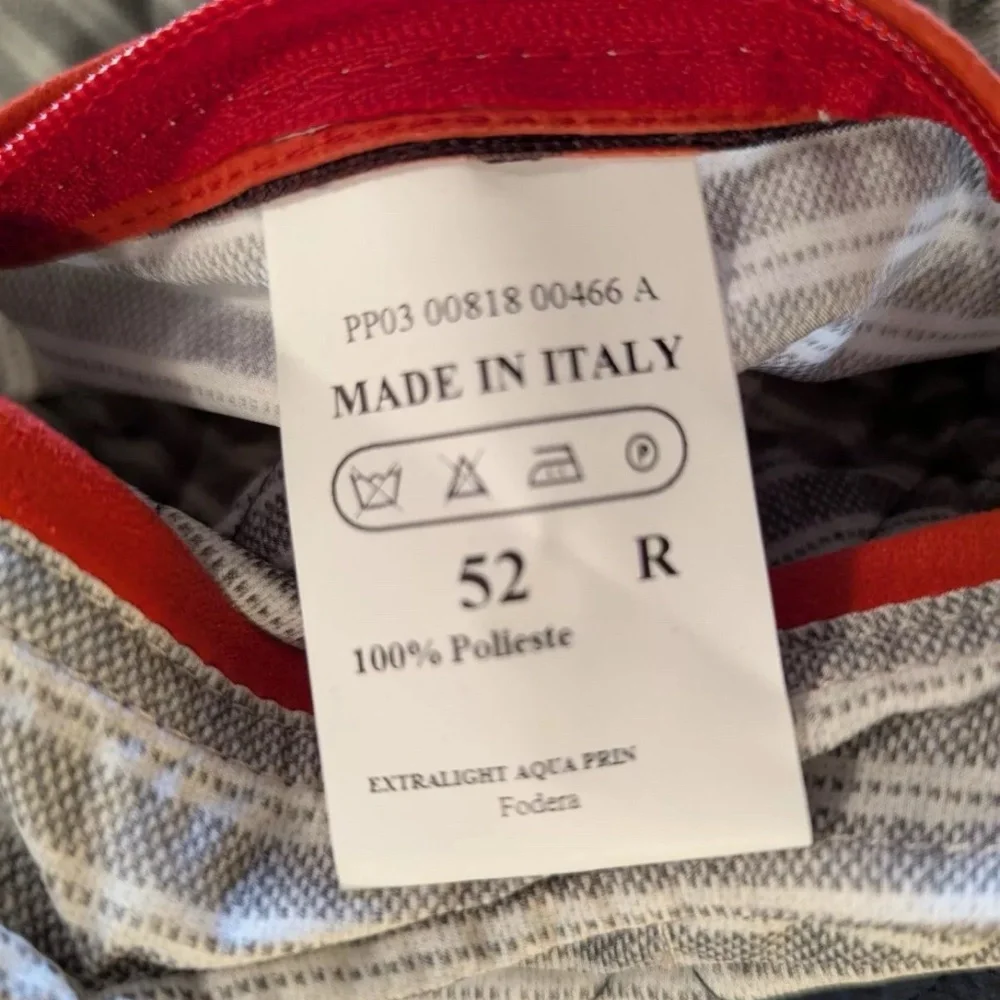 PP03 00818 00466 A
MADE IN ITALY
P
52 R
100% Polieste
EXTRALIGHT AQUA PRIN
Fodera